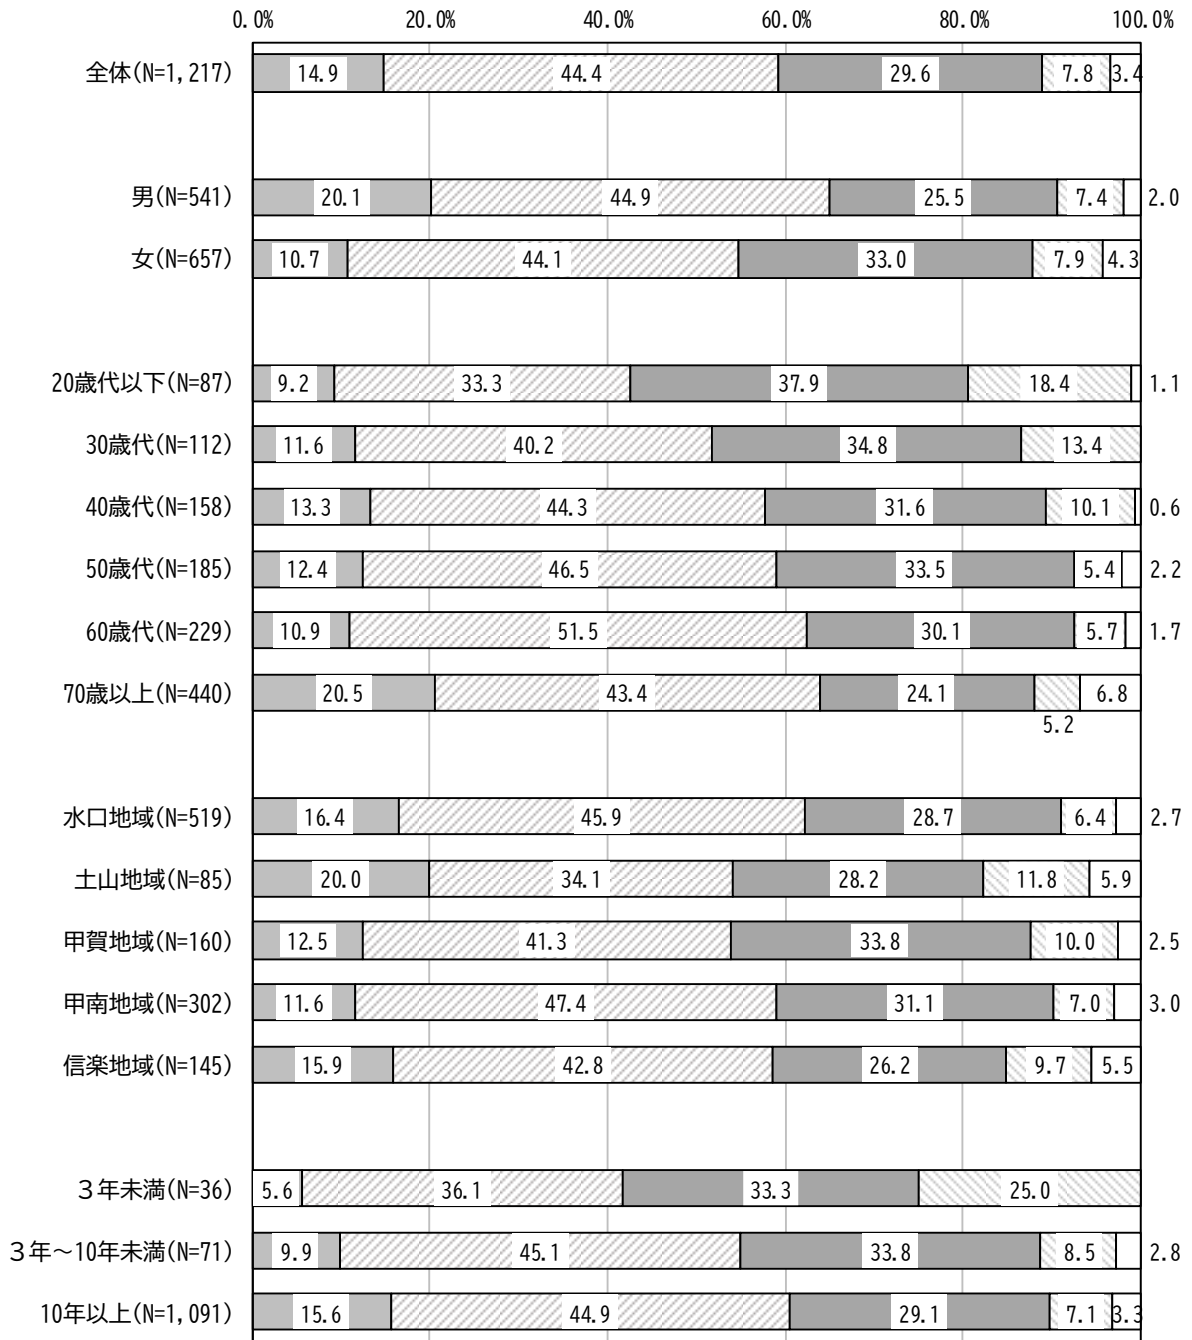 0.0% 20.0% 40.0% 60.0% 80.0% 100.0%
全体(N=1,217) 14.9 44.4 29.6 7.8 3.4
男(N=541) 20.1 44.9 25.5 7.4 2.0
女(N=657) 10.7 44.1 33.0 7.9 4.3
20歳代以下(N=87) 9.2 33.3 37.9 18.4 1.1
30歳代(N=112) 11.6 40.2 34.8 13.4
40歳代(N=158) 13.3 44.3 31.6 10.1 0.6
50歳代(N=185) 12.4 46.5 33.5 5.4 2.2
60歳代(N=229) 10.9 51.5 30.1 5.7 1.7
70歳以上(N=440) 20.5 43.4 24.1 6.8
5.2
水口地域(N=519) 16.4 45.9 28.7 6.4 2.7
土山地域(N=85) 20.0 34.1 28.2 11.8 5.9
甲賀地域(N=160) 12.5 41.3 33.8 10.0 2.5
甲南地域(N=302) 11.6 47.4 31.1 7.0 3.0
信楽地域(N=145) 15.9 42.8 26.2 9.7 5.5
３年未満(N=36) 5.6 36.1 33.3 25.0
３年～10年未満(N=71) 9.9 45.1 33.8 8.5 2.8
10年以上(N=1,091) 15.6 44.9 29.1 7.1 3.3